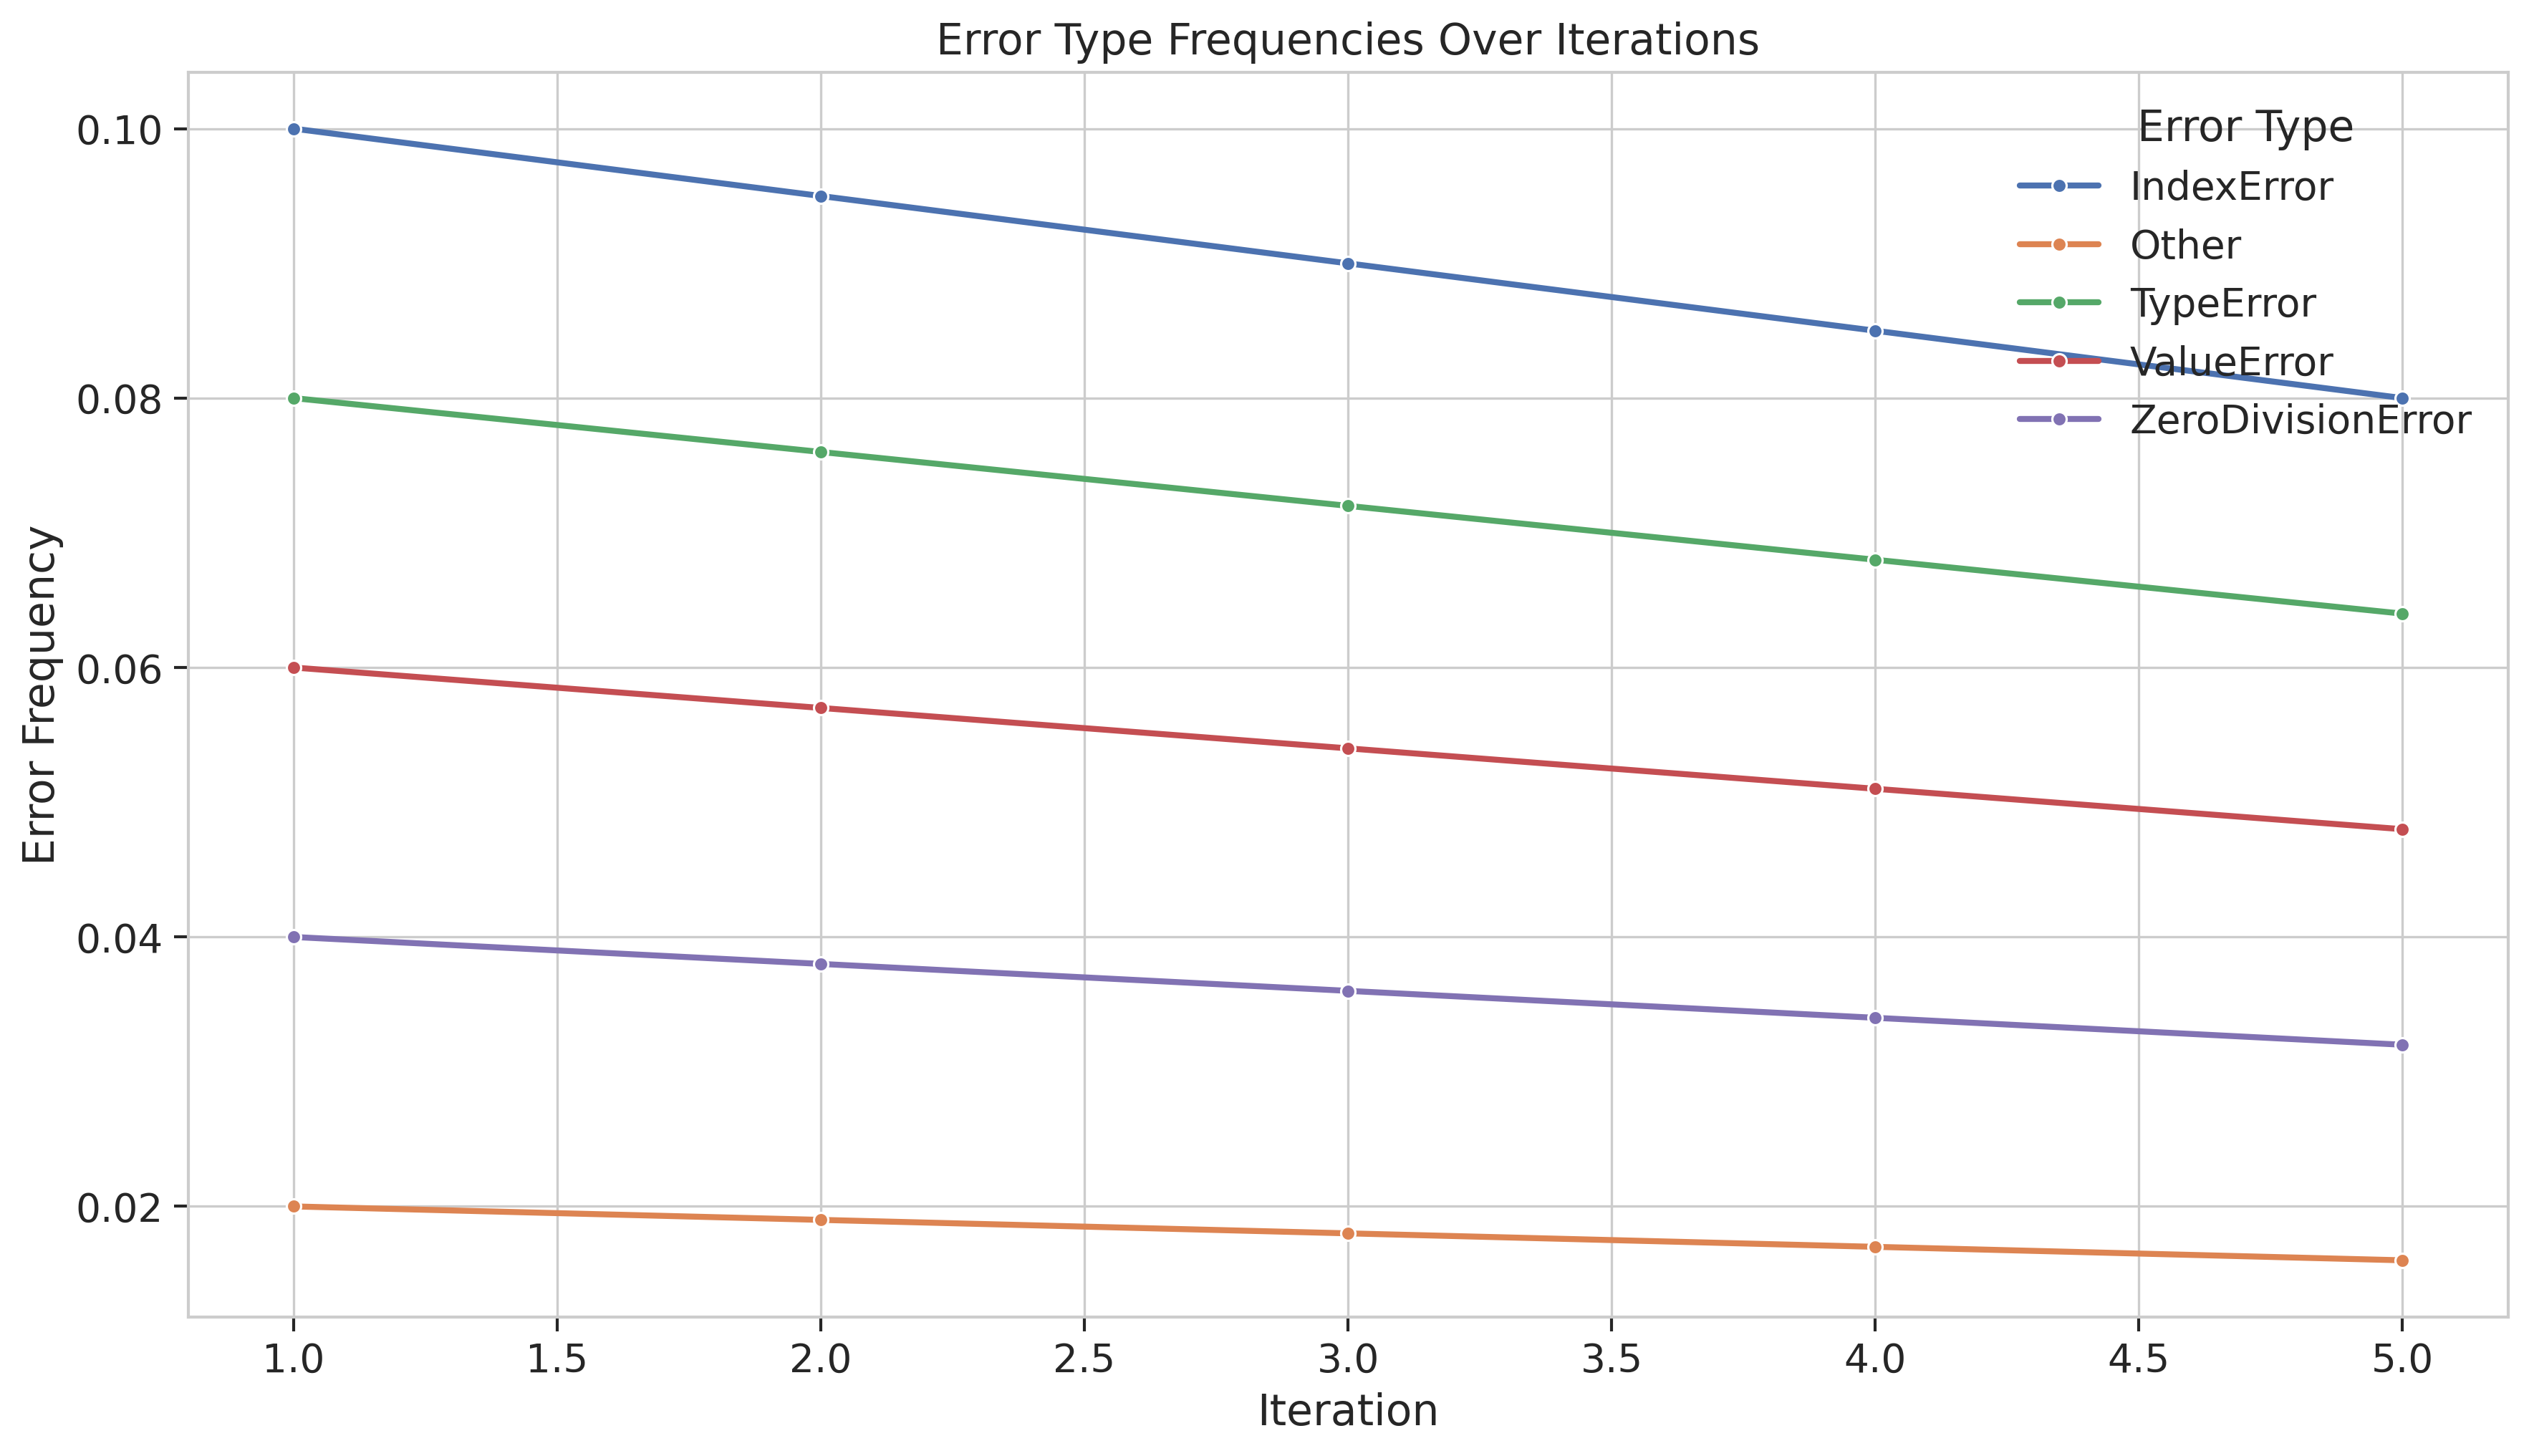 Error Type Frequencies Over Iterations
Error Frequency
0.10
0.08
0.06
0.04
0.02
Error Type
IndexError
Other
TypeError
ValueError
ZeroDivisionError
1.0 1.5 2.0 2.5 3.0 3.5 4.0 4.5 5.0
Iteration